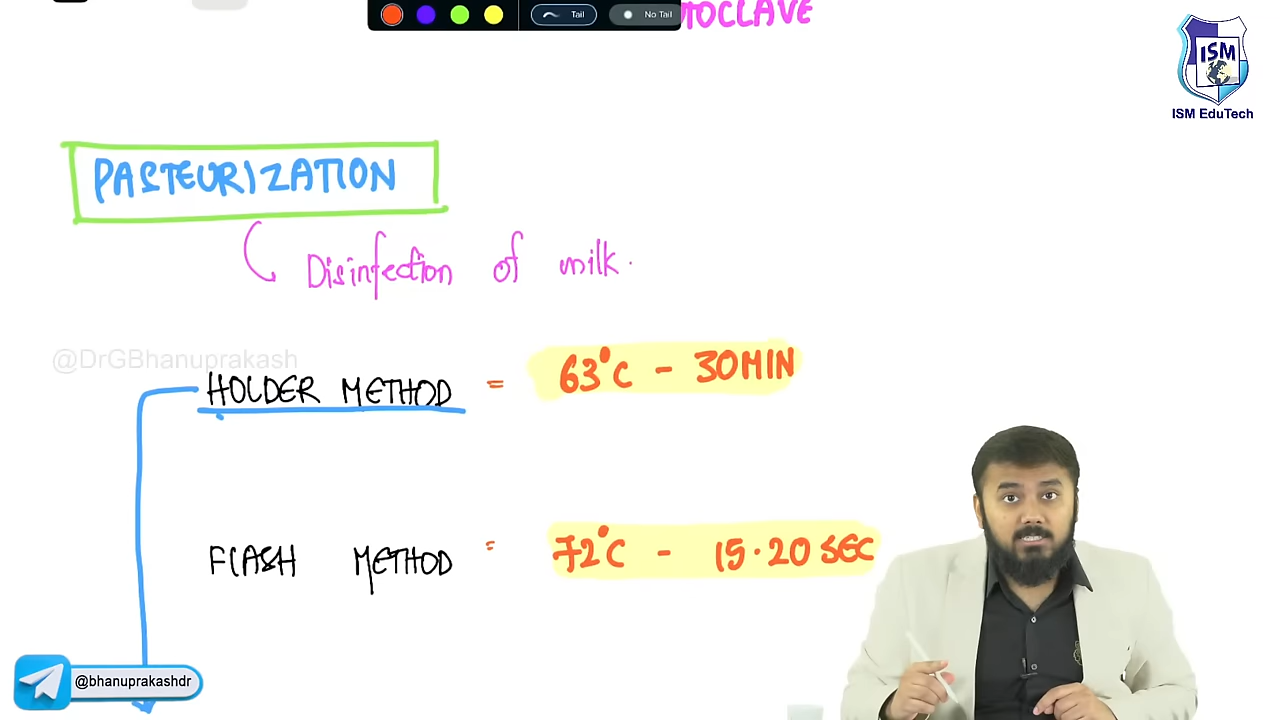 Tail
No Tail
TOCLAVE
ISM
ISM EduTech
PASTEURIZATION
Disinfection of milk.
@DrGBhanuprakash
HOLDER METHOD = 63°C - 30MIN
FLASH METHOD = 72°C - 15-20 SEC
@bhanuprakashdr